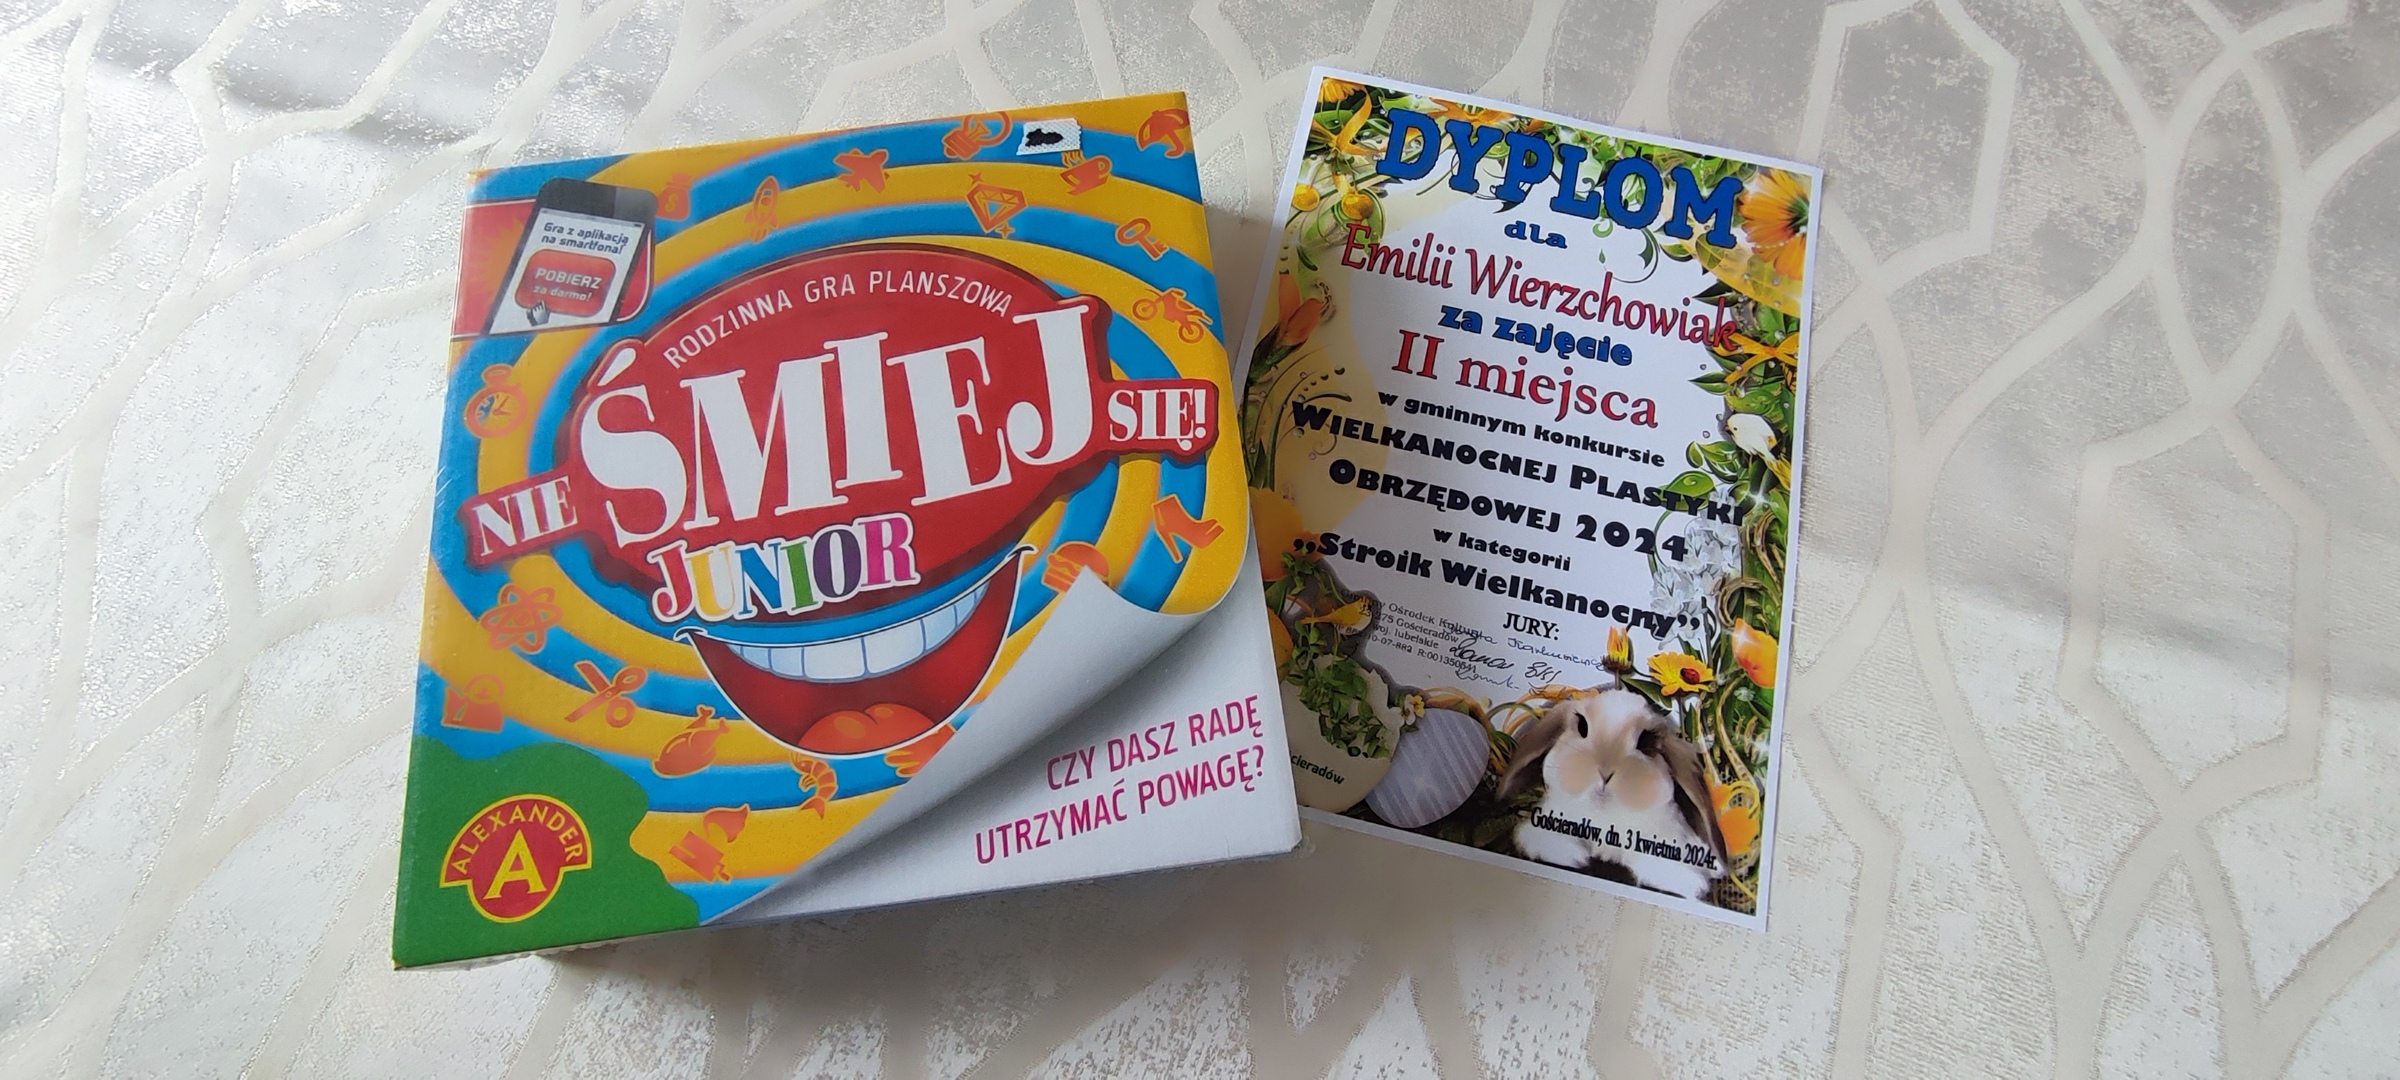 Gra z aplikacją
na smartfona!
POBIERZ
za darmo!
RODZINNA GRA PLANSZOWA
NIE ŚMIEJ SIĘ!
JUNIOR
CZY DASZ RADĘ
UTRZYMAĆ POWAGĘ?
ALEXANDER
A
DYPLOM
dla
Emilii Wierzchowiak
za zajęcie
II miejsca
w gminnym konkursie
WIELKANOCNEJ PLASTYKI
OBRZĘDOWEJ 2024
w kategorii
„Stroik Wielkanocny”
JURY:
Ośrodek
Gościeradów
woj. lubelskie
cieradów
Gościeradów, dn. 3 kwietnia 2024r.